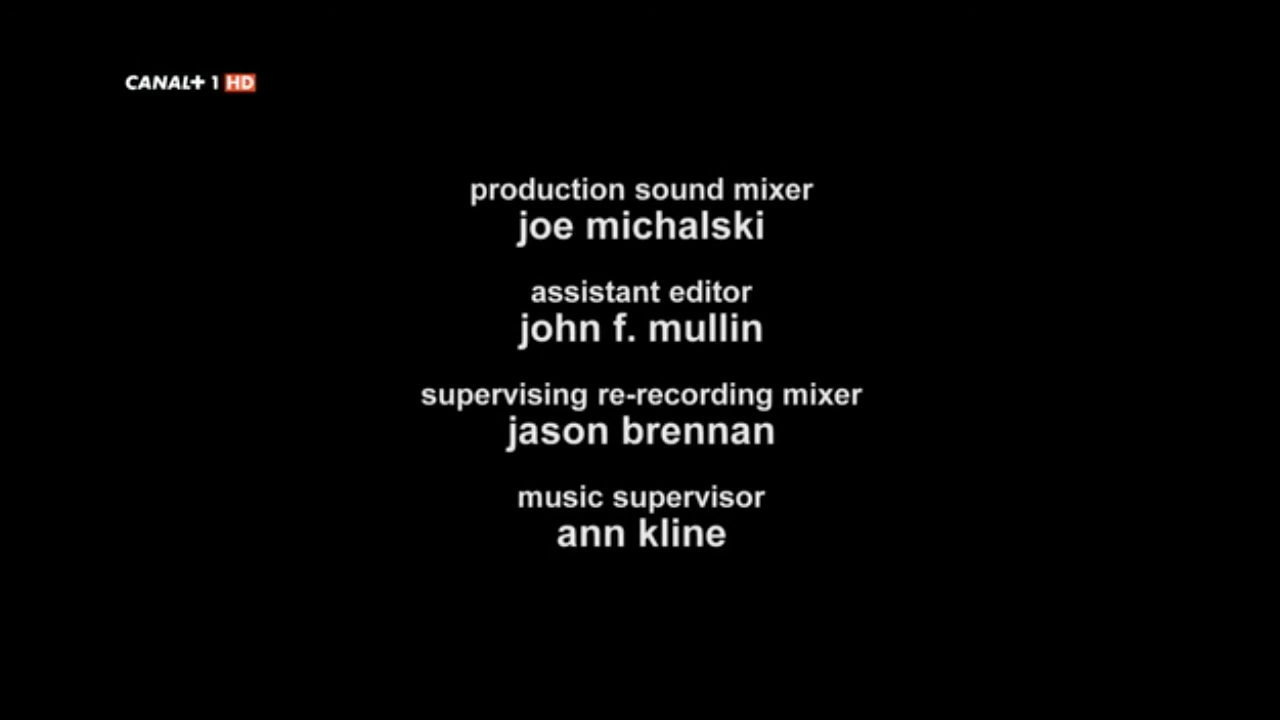 CANAL+ 1 HD
production sound mixer
joe michalski
assistant editor
john f. mullin
supervising re-recording mixer
jason brennan
music supervisor
ann kline